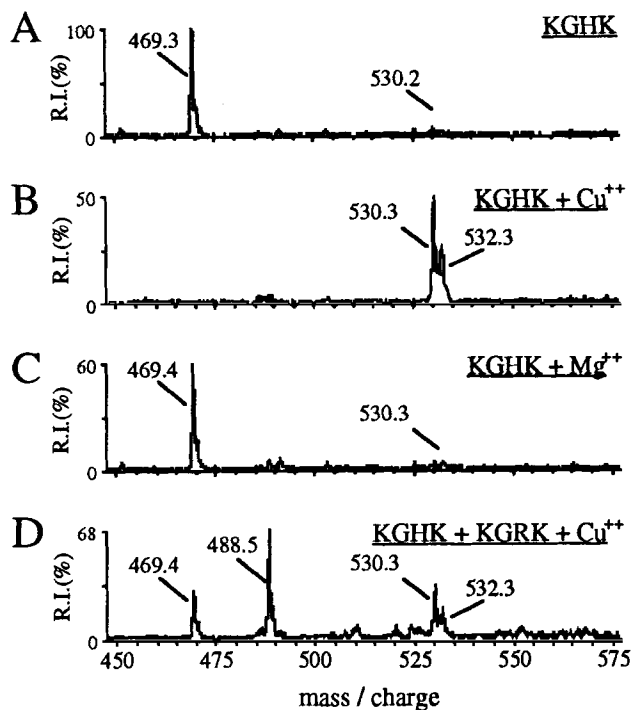 A
KGHK
R.I.(%)
100
0
469.3
530.2
B
KGHK + Cu++
R.I.(%)
50
0
530.3
532.3
C
KGHK + Mg++
R.I.(%)
60
0
469.4
530.3
D
KGHK + KGRK + Cu++
R.I.(%)
68
0
469.4
488.5
530.3
532.3
450 475 500 525 550 575
mass / charge